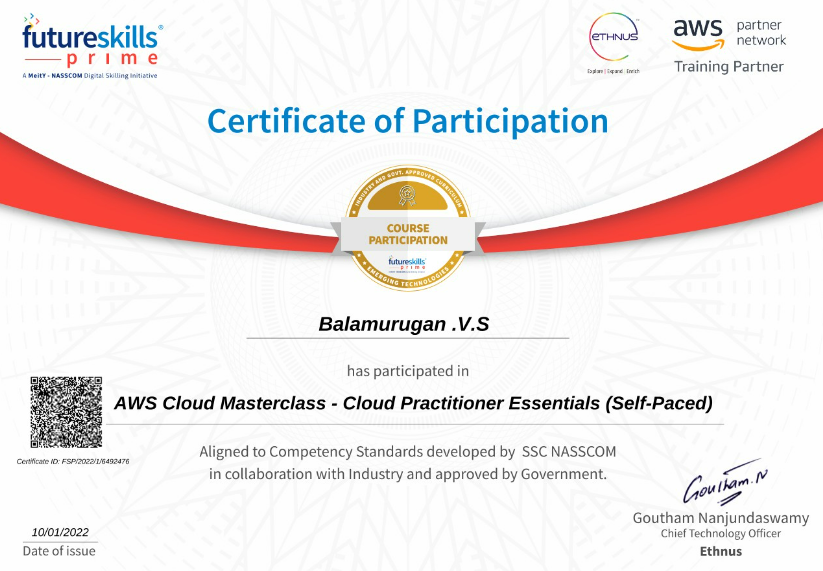 futureskills®
prime
A MeitY - NASSCOM Digital Skilling Initiative
ETHNUS
Explore | Expand | Enrich
aws partner network
Training Partner
Certificate of Participation
INDUSTRY AND GOVT. APPROVED CURRICULUM
COURSE
PARTICIPATION
futureskills
prime
EMERGING TECHNOLOGIES
Balamurugan .V.S
has participated in
AWS Cloud Masterclass - Cloud Practitioner Essentials (Self-Paced)
Certificate ID: FSP/2022/1/6492476
Aligned to Competency Standards developed by SSC NASSCOM
in collaboration with Industry and approved by Government.
Goutham.N
Goutham Nanjundaswamy
Chief Technology Officer
Ethnus
10/01/2022
Date of issue